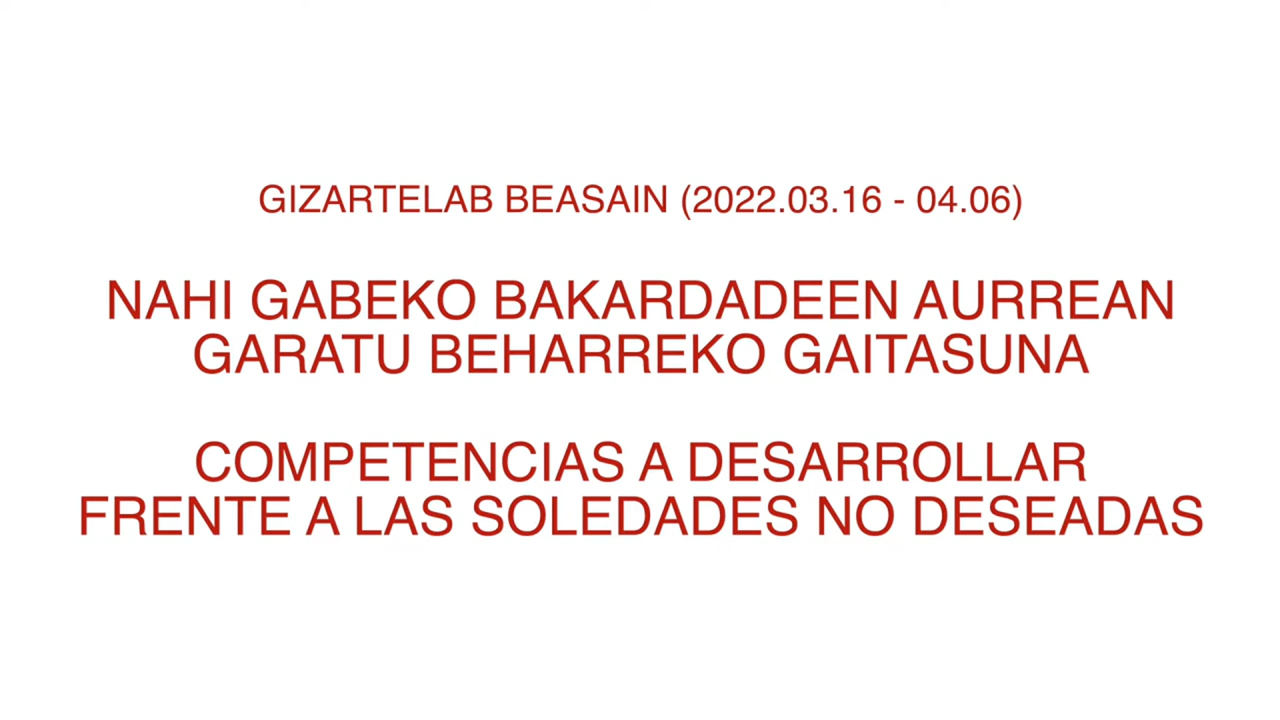 GIZARTELAB BEASAIN (2022.03.16 - 04.06)
NAHI GABEKO BAKARDADEEN AURREAN
GARATU BEHARREKO GAITASUNA
COMPETENCIAS A DESARROLLAR
FRENTE A LAS SOLEDADES NO DESEADAS